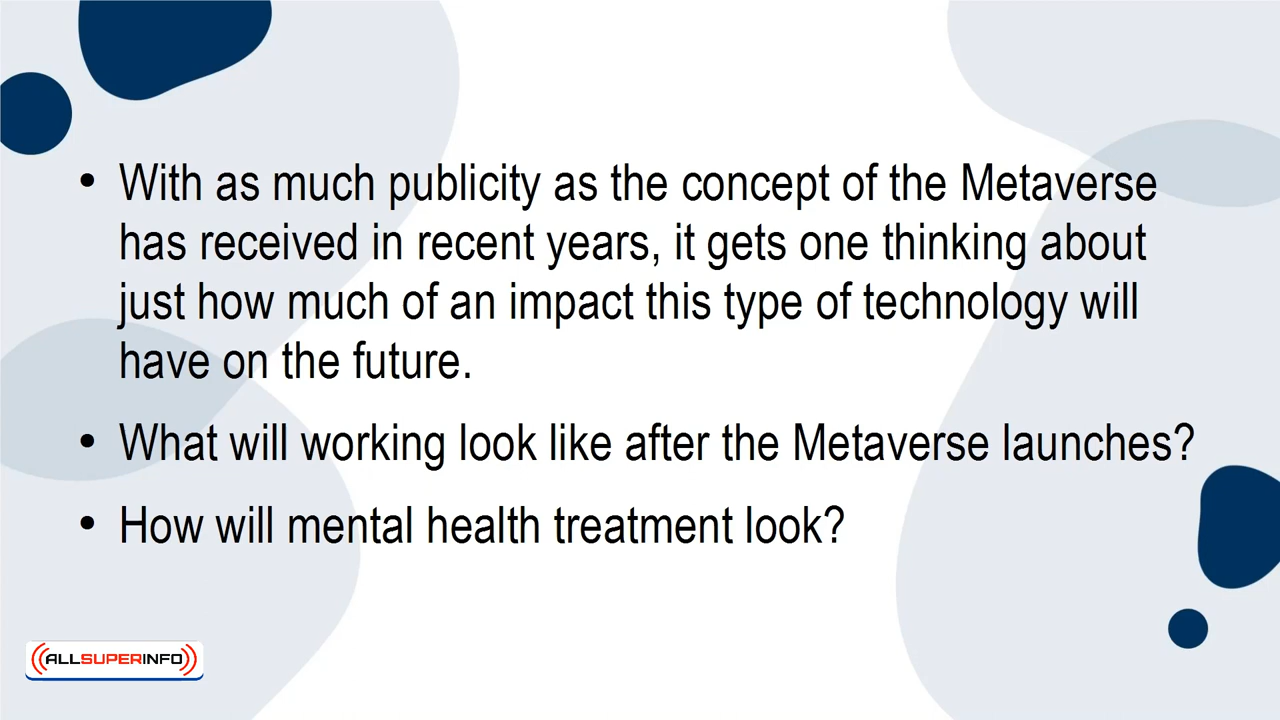 • With as much publicity as the concept of the Metaverse
has received in recent years, it gets one thinking about
just how much of an impact this type of technology will
have on the future.
• What will working look like after the Metaverse launches?
• How will mental health treatment look?
ALLSUPERINFO